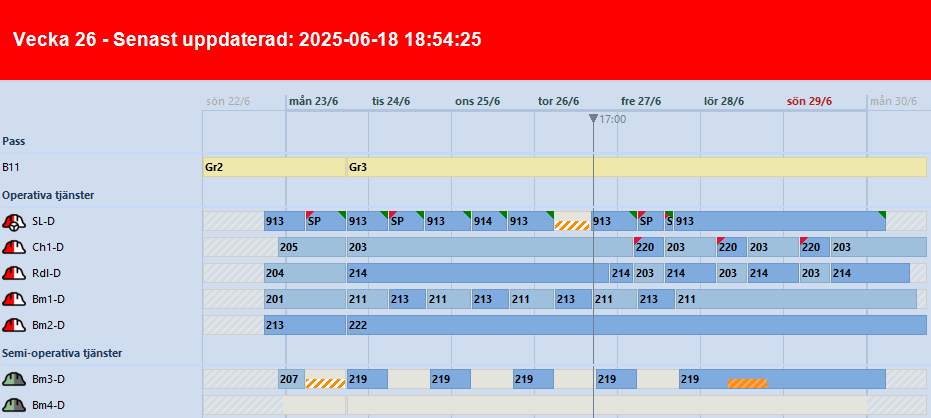 Vecka 26 - Senast uppdaterad: 2025-06-18 18:54:25
sön 22/6 mån 23/6 tis 24/6 ons 25/6 tor 26/6 fre 27/6 lör 28/6 sön 29/6 mån 30/6
17:00
Pass
B11 Gr2 Gr3
Operativa tjänster
SL-D 913 SP 913 SP 913 914 913 913 SP S 913
Ch1-D 205 203 220 203 220 203 220 203
Rdl-D 204 214 214 203 214 203 214 203 214
Bm1-D 201 211 213 211 213 211 213 211 213 211
Bm2-D 213 222
Semi-operativa tjänster
Bm3-D 207 219 219 219 219 219
Bm4-D